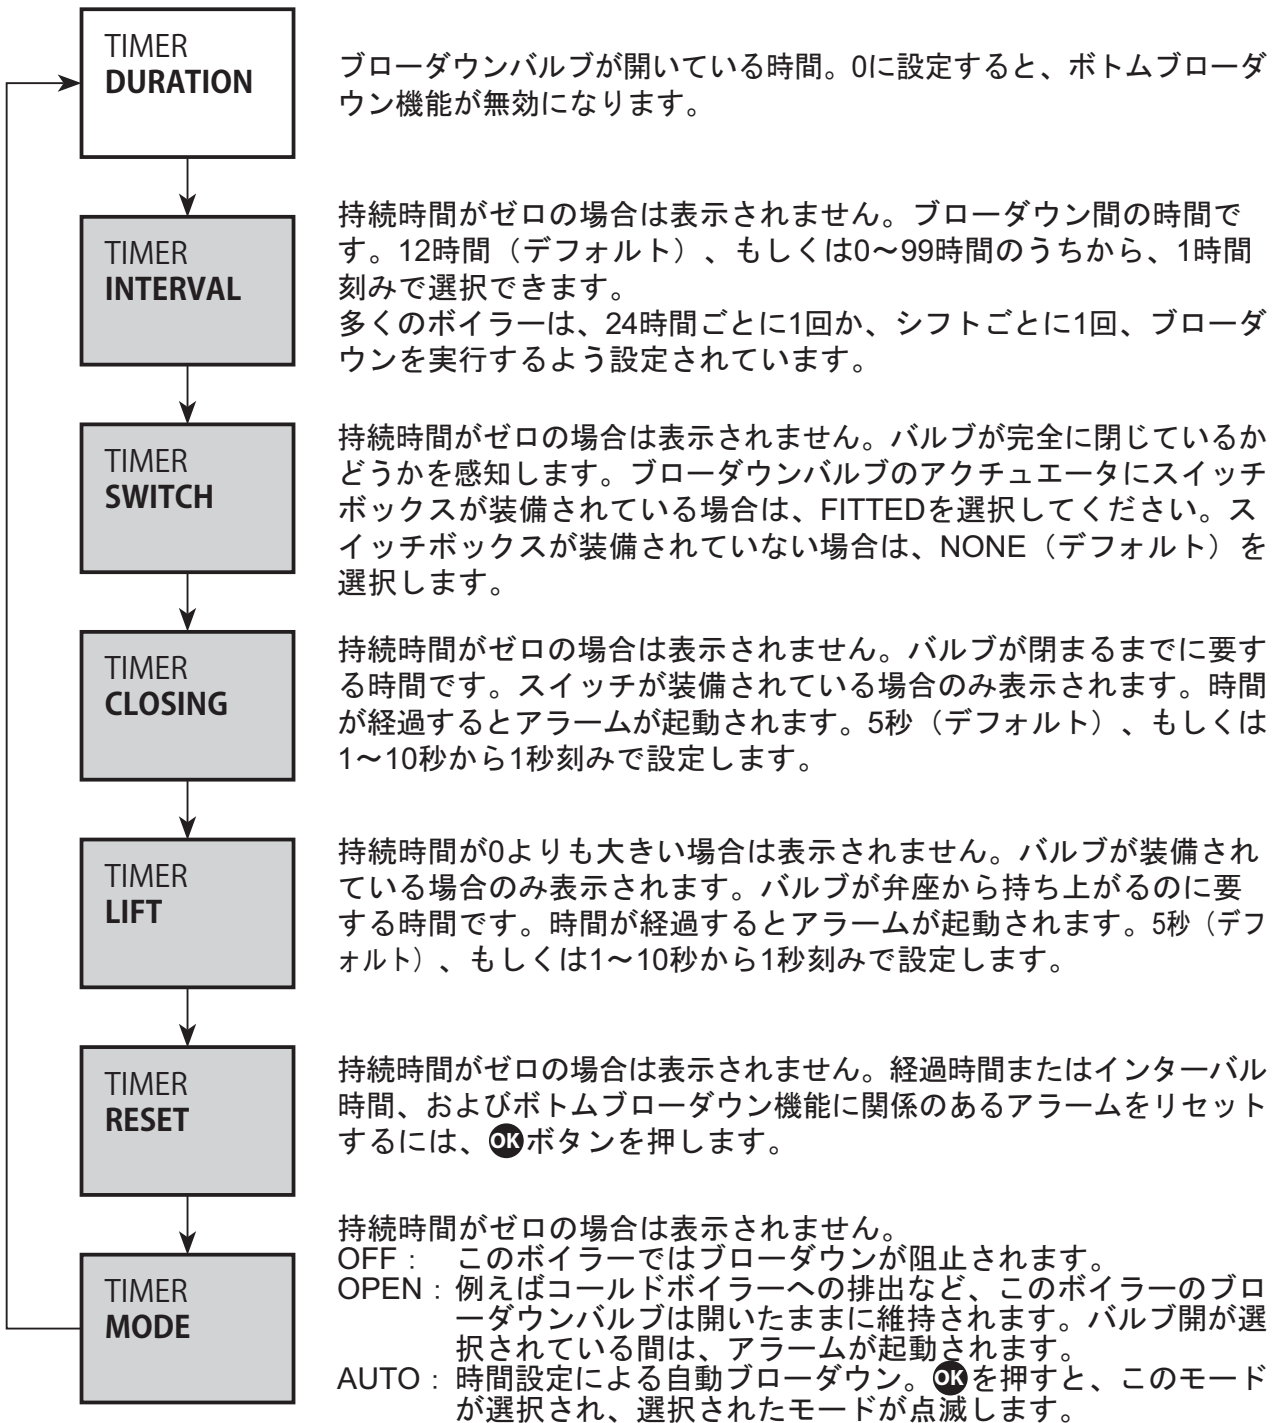 TIMER
DURATION
ブローダウンバルブが開いている時間。0に設定すると、ボトムブローダ
ウン機能が無効になります。
TIMER
INTERVAL
持続時間がゼロの場合は表示されません。ブローダウン間の時間で
す。12時間（デフォルト）、もしくは0～99時間のうちから、1時間
刻みで選択できます。
多くのボイラーは、24時間ごとに1回か、シフトごとに1回、ブローダ
ウンを実行するよう設定されています。
TIMER
SWITCH
持続時間がゼロの場合は表示されません。バルブが完全に閉じているか
どうかを感知します。ブローダウンバルブのアクチュエータにスイッチ
ボックスが装備されている場合は、FITTEDを選択してください。ス
イッチボックスが装備されていない場合は、NONE（デフォルト）を
選択します。
TIMER
CLOSING
持続時間がゼロの場合は表示されません。バルブが閉まるまでに要す
る時間です。スイッチが装備されている場合のみ表示されます。時間
が経過するとアラームが起動されます。5秒（デフォルト）、もしくは
1～10秒から1秒刻みで設定します。
TIMER
LIFT
持続時間が0よりも大きい場合は表示されません。バルブが装備され
ている場合のみ表示されます。バルブが弁座から持ち上がるのに要
する時間です。時間が経過するとアラームが起動されます。5秒（デフ
ォルト）、もしくは1～10秒から1秒刻みで設定します。
TIMER
RESET
持続時間がゼロの場合は表示されません。経過時間またはインターバル
時間、およびボトムブローダウン機能に関係のあるアラームをリセット
するには、OKボタンを押します。
TIMER
MODE
持続時間がゼロの場合は表示されません。
OFF： このボイラーではブローダウンが阻止されます。
OPEN：例えばコールドボイラーへの排出など、このボイラーのブロ
ーダウンバルブは開いたままに維持されます。バルブ開が選
択されている間は、アラームが起動されます。
AUTO：時間設定による自動ブローダウン。OKを押すと、このモード
が選択され、選択されたモードが点滅します。